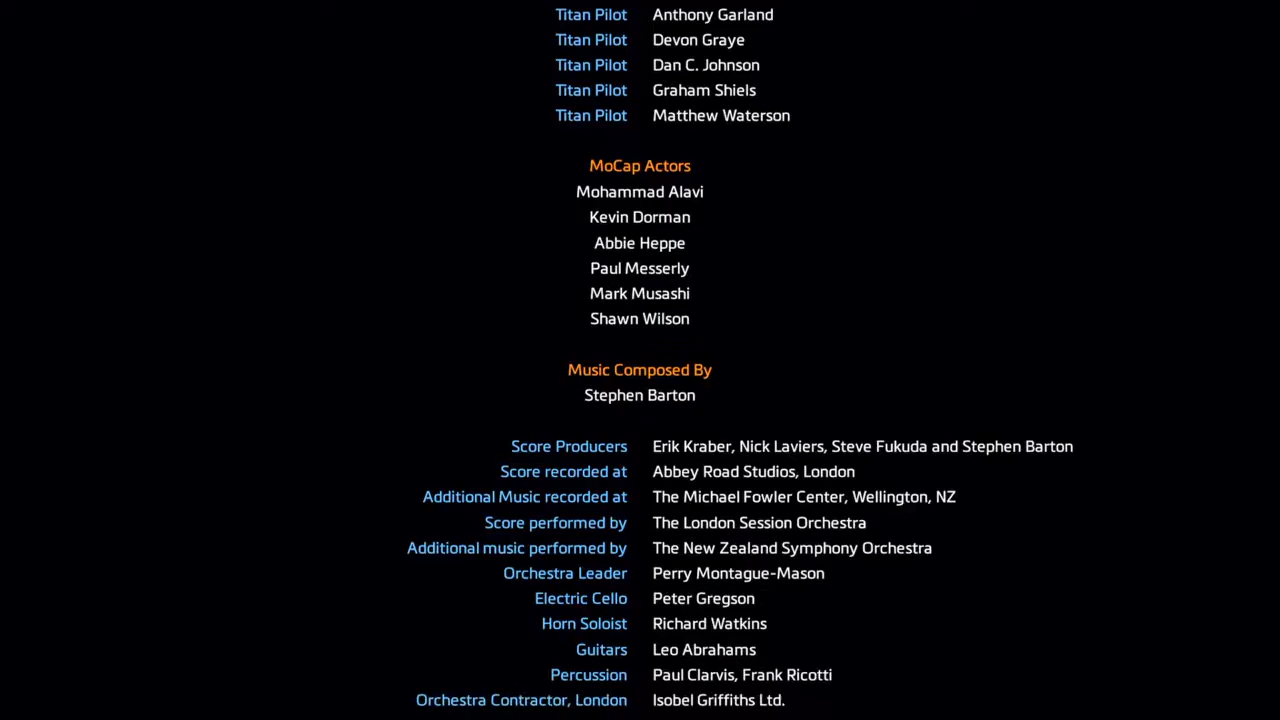 Titan Pilot Anthony Garland
Titan Pilot Devon Graye
Titan Pilot Dan C. Johnson
Titan Pilot Graham Shiels
Titan Pilot Matthew Waterson
MoCap Actors
Mohammad Alavi
Kevin Dorman
Abbie Heppe
Paul Messerly
Mark Musashi
Shawn Wilson
Music Composed By
Stephen Barton
Score Producers Erik Kraber, Nick Laviers, Steve Fukuda and Stephen Barton
Score recorded at Abbey Road Studios, London
Additional Music recorded at The Michael Fowler Center, Wellington, NZ
Score performed by The London Session Orchestra
Additional music performed by The New Zealand Symphony Orchestra
Orchestra Leader Perry Montague-Mason
Electric Cello Peter Gregson
Horn Soloist Richard Watkins
Guitars Leo Abrahams
Percussion Paul Clarvis, Frank Ricotti
Orchestra Contractor, London Isobel Griffiths Ltd.